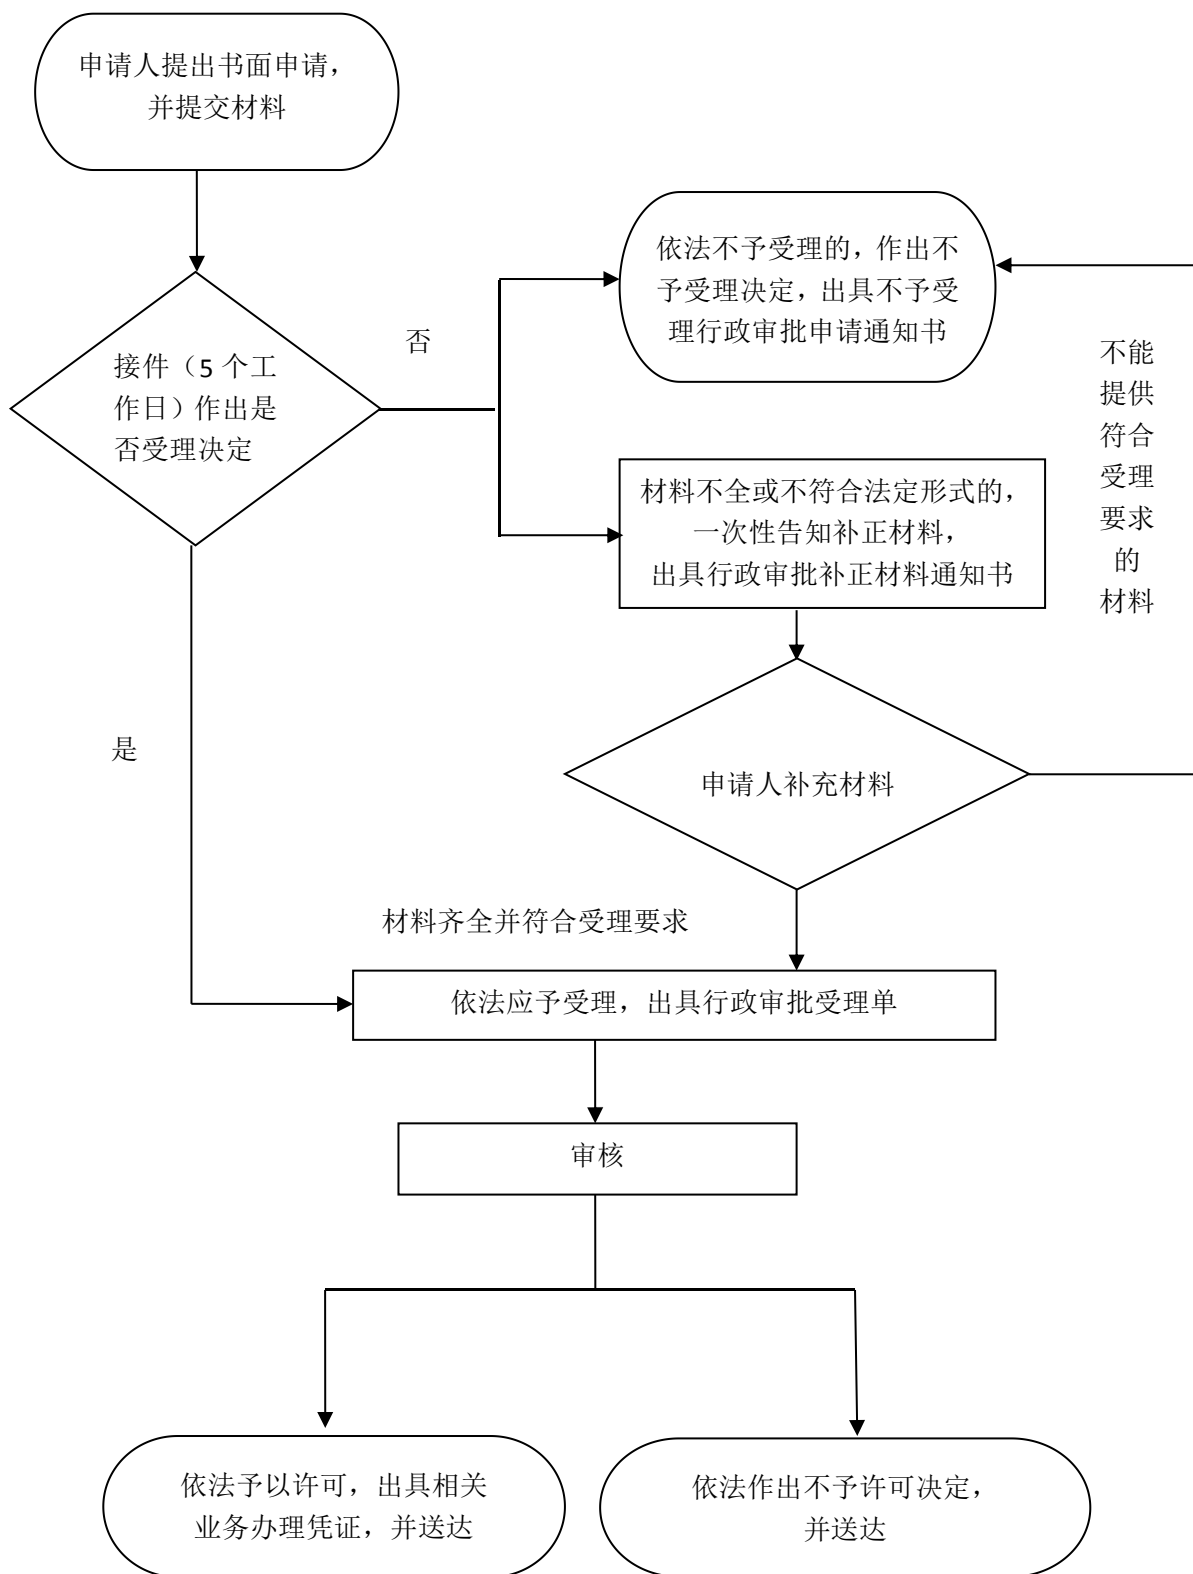 申请人提出书面申请，
并提交材料
依法不予受理的，作出不
予受理决定，出具不予受
理行政审批申请通知书
否
接件（5 个工
作日）作出是
否受理决定
不能
提供
符合
受理
要求
的
材料
材料不全或不符合法定形式的，
一次性告知补正材料，
出具行政审批补正材料通知书
是
申请人补充材料
材料齐全并符合受理要求
依法应予受理，出具行政审批受理单
审核
依法予以许可，出具相关
业务办理凭证，并送达
依法作出不予许可决定，
并送达